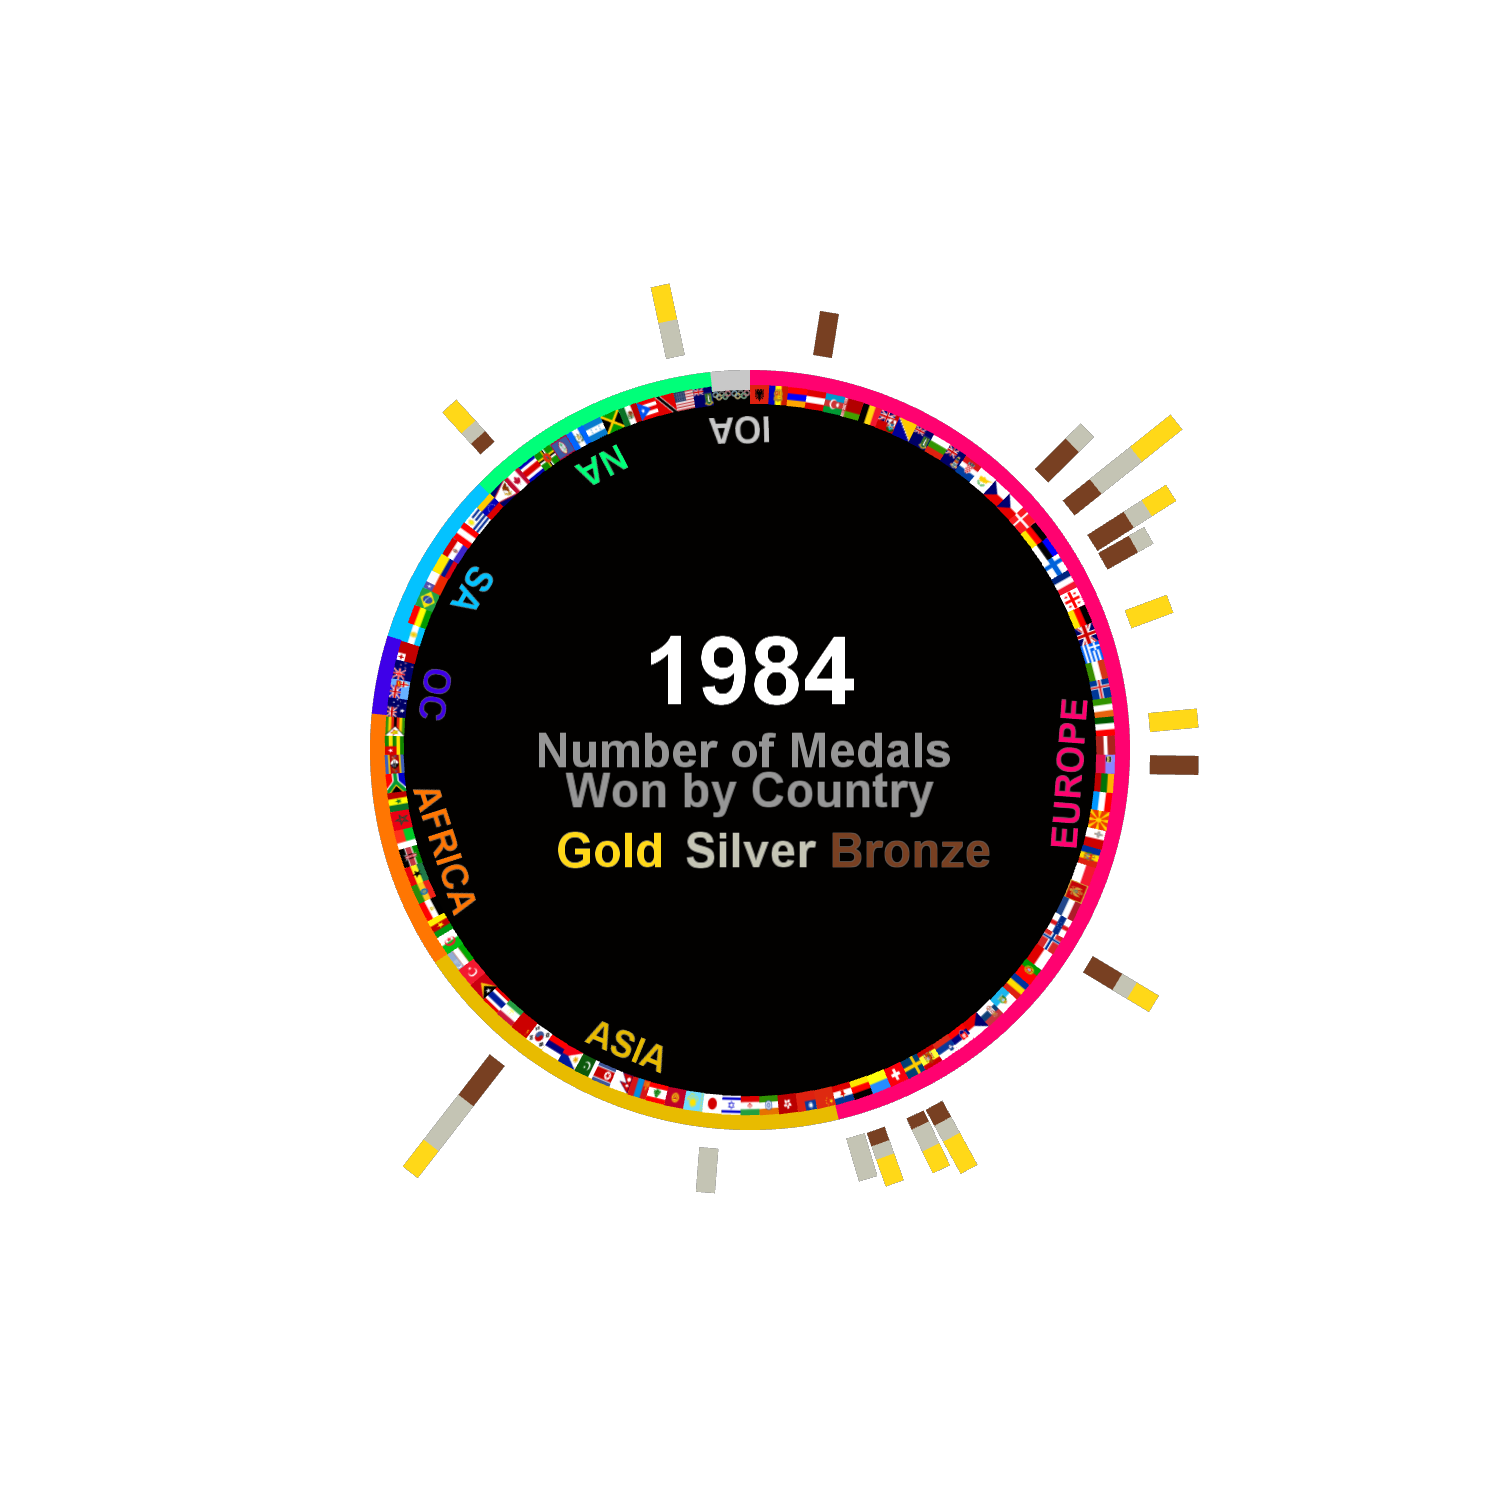 IOA
NA
SA
OC
1984
Number of Medals
Won by Country
Gold Silver Bronze
EUROPE
AFRICA
ASIA